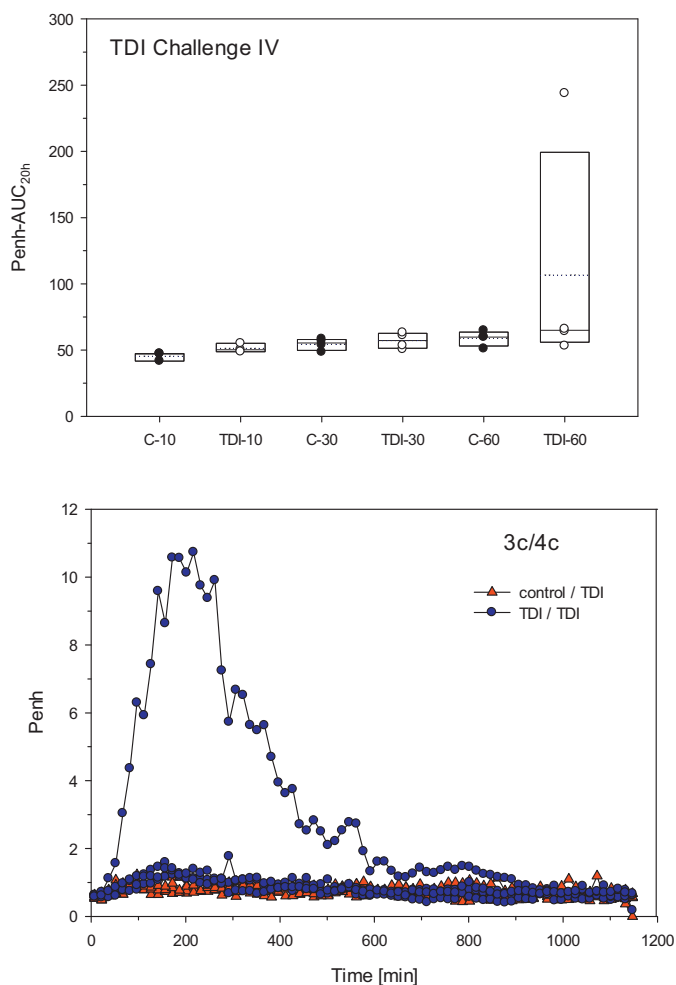 TDI Challenge IV
300
250
200
150
100
50
0
Penh-AUC20h
C-10 TDI-10 C-30 TDI-30 C-60 TDI-60
3c/4c
control / TDI
TDI / TDI
12
10
8
6
4
2
0
Penh
0 200 400 600 800 1000 1200
Time [min]